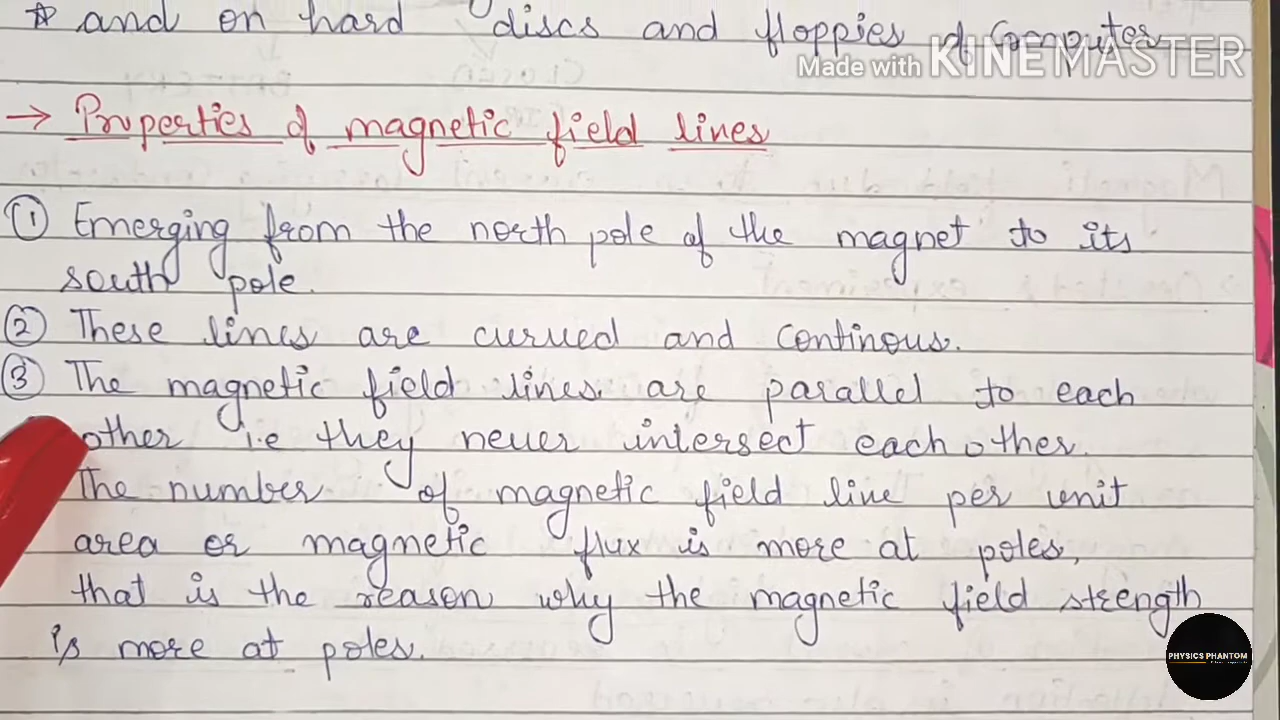 ☆ and on hard discs and floppies of Computer
Made with KINEMASTER
→ Properties of magnetic field lines
① Emerging from the north pole of the magnet to its
south pole.
② These lines are curved and continous.
③ The magnetic field lines are parallel to each
other i.e they never intersect each other.
The number of magnetic field line per unit
area or magnetic flux is more at poles,
that is the reason why the magnetic field strength
is more at poles.
PHYSICS PHANTOM